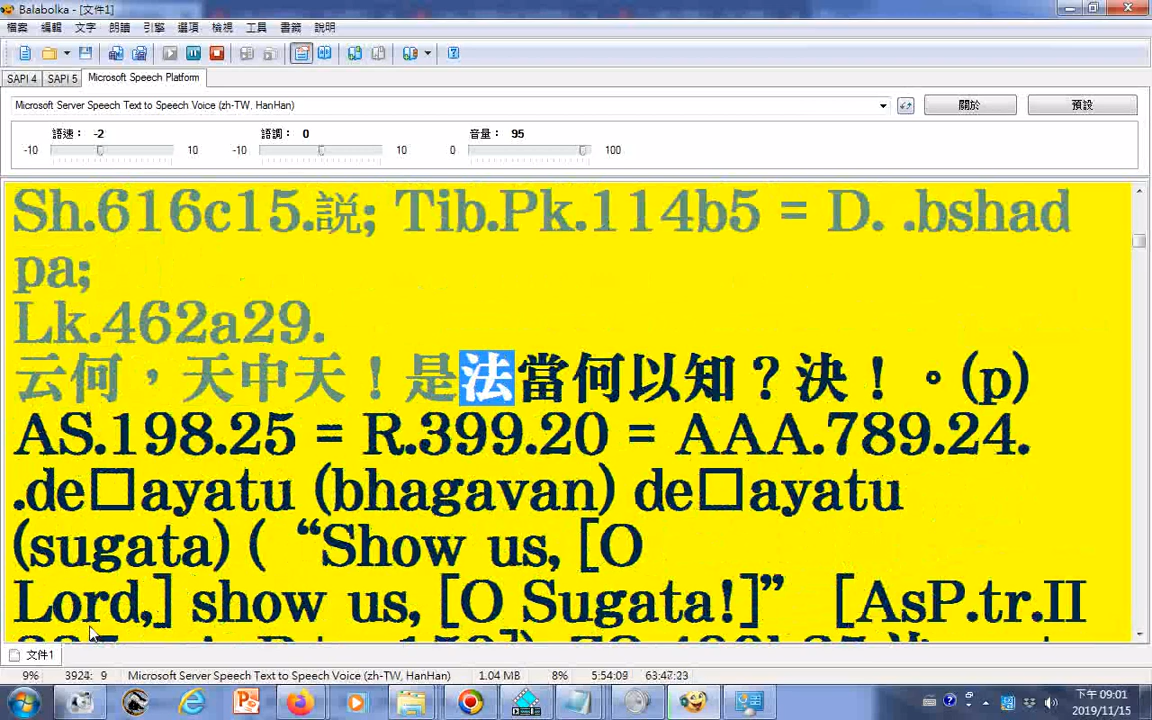 Balabolka - [文件1]
檔案 編輯 文字 朗讀 引擎 選項 檢視 工具 書籤 說明
SAPI 4 SAPI 5 Microsoft Speech Platform
Microsoft Server Speech Text to Speech Voice (zh-TW, HanHan) 關於 預設
語速： -2 語調： 0 音量： 95
-10 10 -10 10 0 100
Sh.616c15.説; Tib.Pk.114b5 = D. .bshad
pa;
Lk.462a29.
云何，天中天！是法當何以知？決！。(p)
AS.198.25 = R.399.20 = AAA.789.24.
.de□ayatu (bhagavan) de□ayatu
(sugata) (“Show us, [O
Lord,] show us, [O Sugata!]” [AsP.tr.II
文件1
9% 3924: 9 Microsoft Server Speech Text to Speech Voice (zh-TW, HanHan) 1.04 MB 8% 5:54:09 63:47:23
下午 09:01
2019/11/15